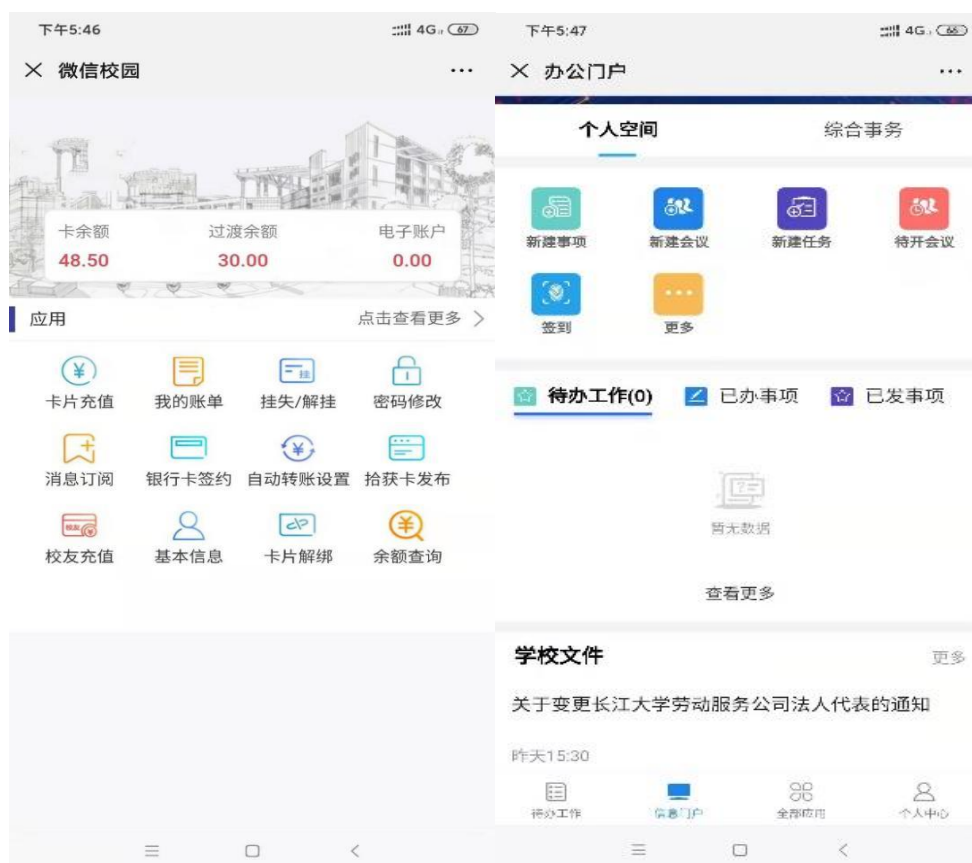 下午5:46
4G 67
微信校园
卡余额 过渡余额 电子账户
48.50 30.00 0.00
应用 点击查看更多
卡片充值 我的账单 挂失/解挂 密码修改
消息订阅 银行卡签约 自动转账设置 拾获卡发布
校友充值 基本信息 卡片解绑 余额查询
下午5:47
4G 66
办公门户
个人空间 综合事务
新建事项 新建会议 新建任务 待开会议
签到 更多
待办工作(0) 已办事项 已发事项
暂无数据
查看更多
学校文件 更多
关于变更长江大学劳动服务公司法人代表的通知
昨天15:30
待办工作 信息门户 全部应用 个人中心